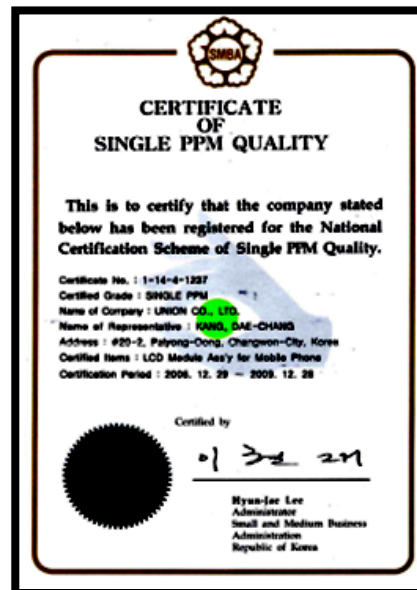 SMBA
CERTIFICATE
OF
SINGLE PPM QUALITY
This is to certify that the company stated
below has been registered for the National
Certification Scheme of Single PPM Quality.
Certificate No. : 1-14-4-1237
Certified Grade : SINGLE PPM
Name of Company : UNION CO., LTD.
Name of Representative : KANG, DAE-CHANG
Address : #20-2, Palyong-Dong, Changwon-City, Korea
Certified Items : LCD Module Ass'y for Mobile Phone
Certification Period : 2006. 12. 29 ~ 2009. 12. 28
Certified by
이 현 재
Hyun-Jae Lee
Administrator
Small and Medium Business
Administration
Republic of Korea